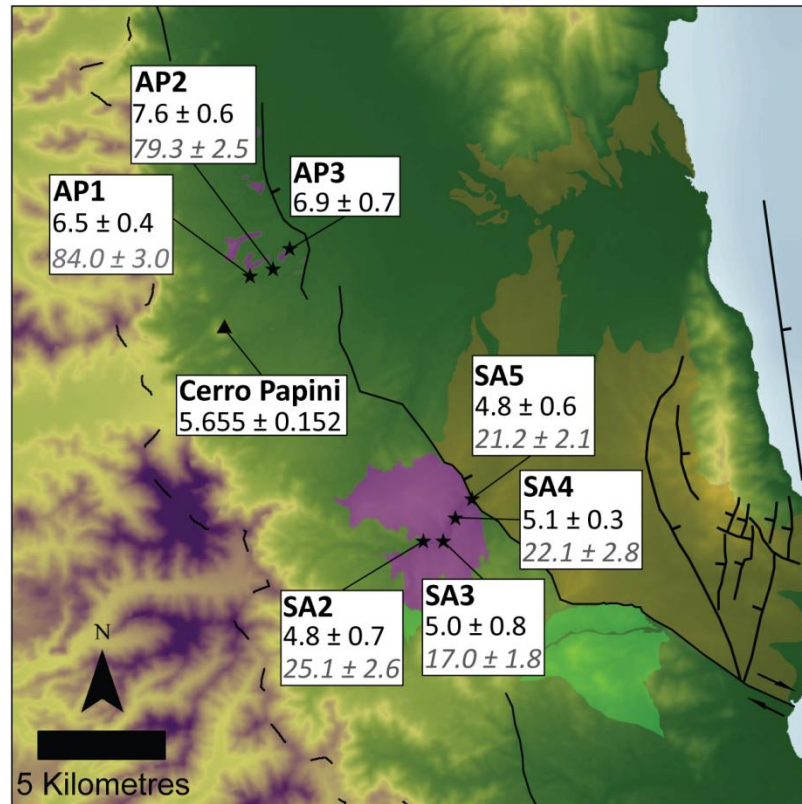 AP2
7.6 ± 0.6
79.3 ± 2.5
AP3
6.9 ± 0.7
AP1
6.5 ± 0.4
84.0 ± 3.0
Cerro Papini
5.655 ± 0.152
SA5
4.8 ± 0.6
21.2 ± 2.1
SA4
5.1 ± 0.3
22.1 ± 2.8
SA2
4.8 ± 0.7
25.1 ± 2.6
SA3
5.0 ± 0.8
17.0 ± 1.8
N
5 Kilometres